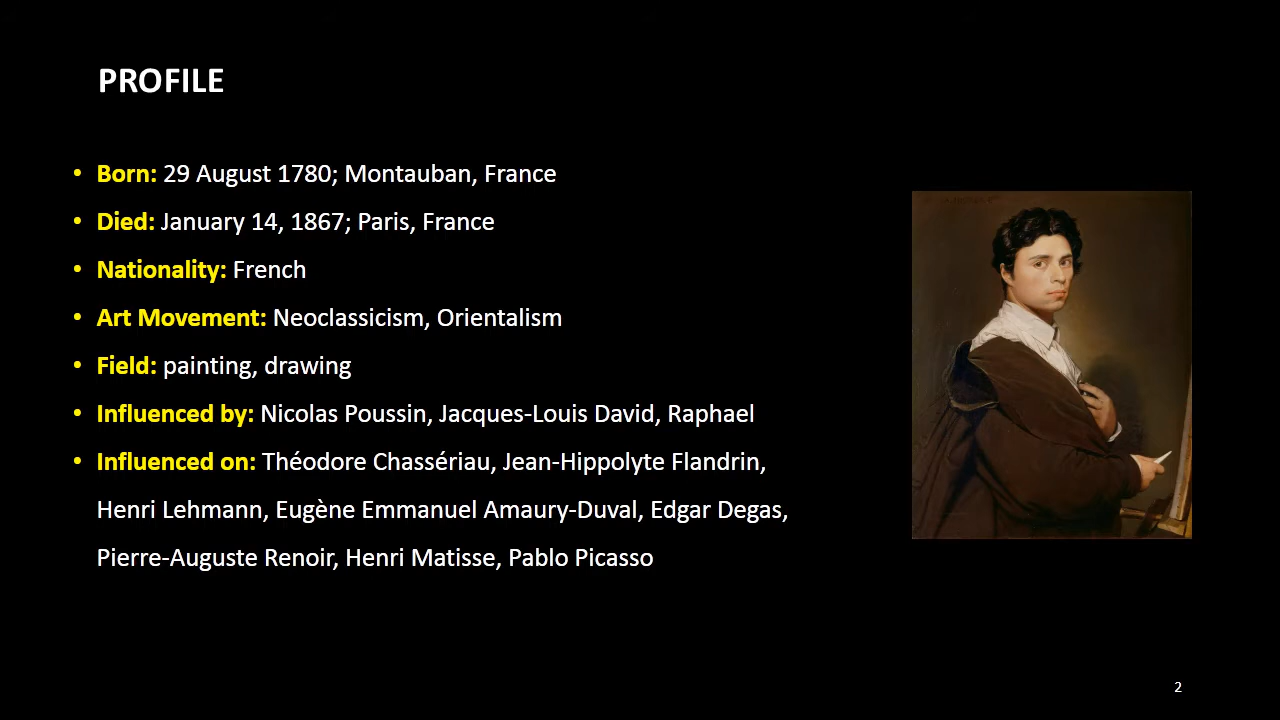 PROFILE
• Born: 29 August 1780; Montauban, France
• Died: January 14, 1867; Paris, France
• Nationality: French
• Art Movement: Neoclassicism, Orientalism
• Field: painting, drawing
• Influenced by: Nicolas Poussin, Jacques-Louis David, Raphael
• Influenced on: Théodore Chassériau, Jean-Hippolyte Flandrin,
Henri Lehmann, Eugène Emmanuel Amaury-Duval, Edgar Degas,
Pierre-Auguste Renoir, Henri Matisse, Pablo Picasso
2